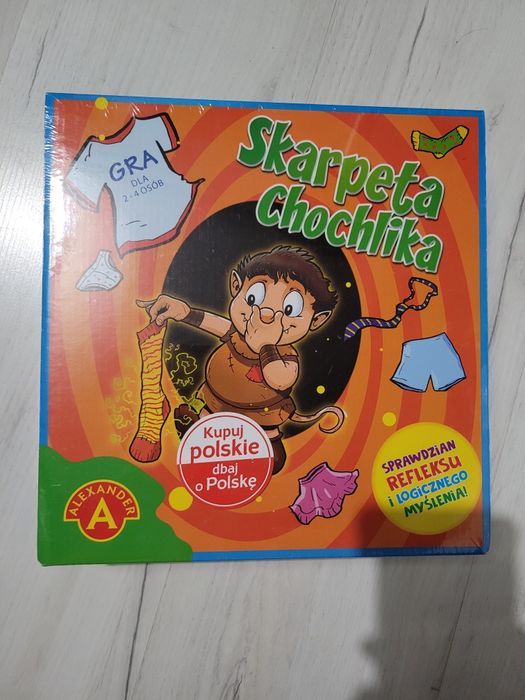 GRA
DLA
2-4 OSÓB
Skarpeta
Chochlika
Kupuj
polskie
dbaj
o Polskę
SPRAWDZIAN
REFLEKSU
i LOGICZNEGO
MYŚLENIA!
ALEXANDER
A